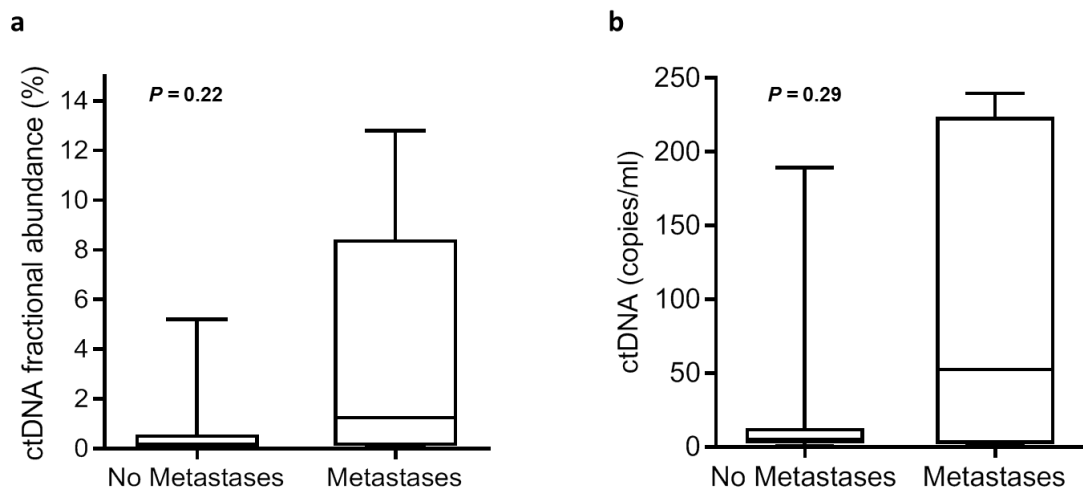 a
ctDNA fractional abundance (%)
P = 0.22
14
12
10
8
6
4
2
0
No Metastases Metastases
b
ctDNA (copies/ml)
P = 0.29
250
200
150
100
50
0
No Metastases Metastases